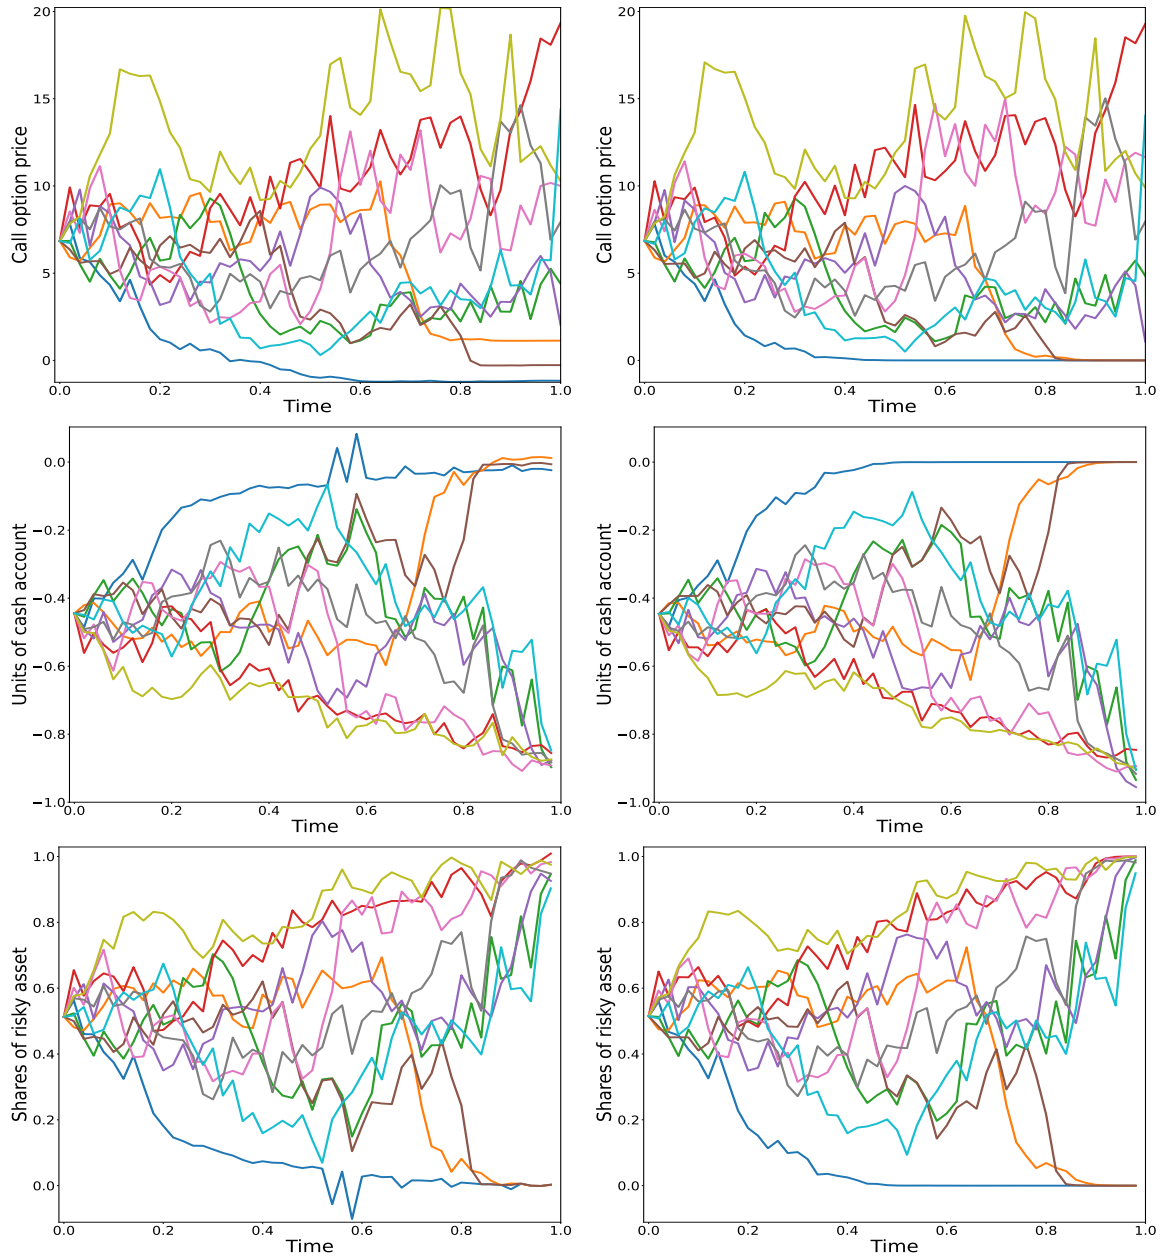 20
15
10
5
0
Call option price
0.0 0.2 0.4 0.6 0.8 1.0
Time
20
15
10
5
0
Call option price
0.0 0.2 0.4 0.6 0.8 1.0
Time
0.0
−0.2
−0.4
−0.6
−0.8
−1.0
Units of cash account
0.0 0.2 0.4 0.6 0.8 1.0
Time
0.0
−0.2
−0.4
−0.6
−0.8
−1.0
Units of cash account
0.0 0.2 0.4 0.6 0.8 1.0
Time
1.0
0.8
0.6
0.4
0.2
0.0
Shares of risky asset
0.0 0.2 0.4 0.6 0.8 1.0
Time
1.0
0.8
0.6
0.4
0.2
0.0
Shares of risky asset
0.0 0.2 0.4 0.6 0.8 1.0
Time